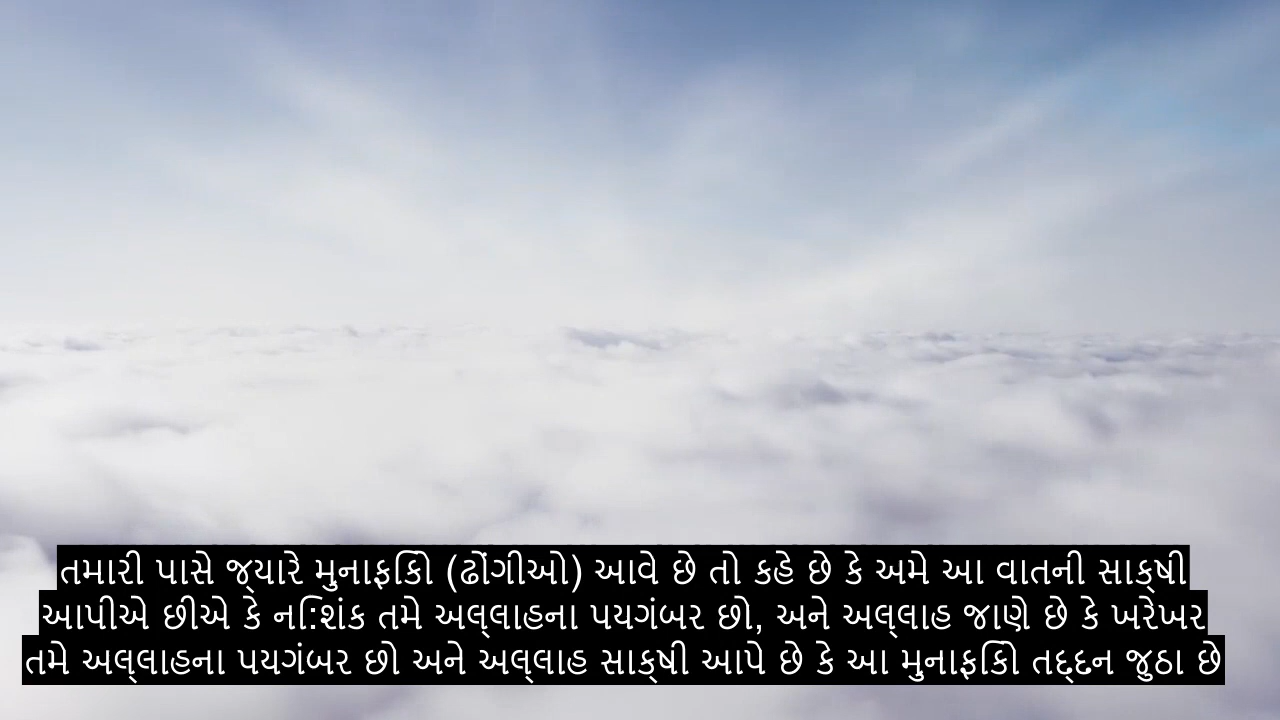 તમારી પાસે જ્યારે મુનાફિકો (ઢોંગીઓ) આવે છે તો કહે છે કે અમે આ વાતની સાક્ષી
આપીએ છીએ કે નિ:શંક તમે અલ્લાહના પયગંબર છો, અને અલ્લાહ જાણે છે કે ખરેખર
તમે અલ્લાહના પયગંબર છો અને અલ્લાહ સાક્ષી આપે છે કે આ મુનાફિકો તદ્દન જુઠા છે